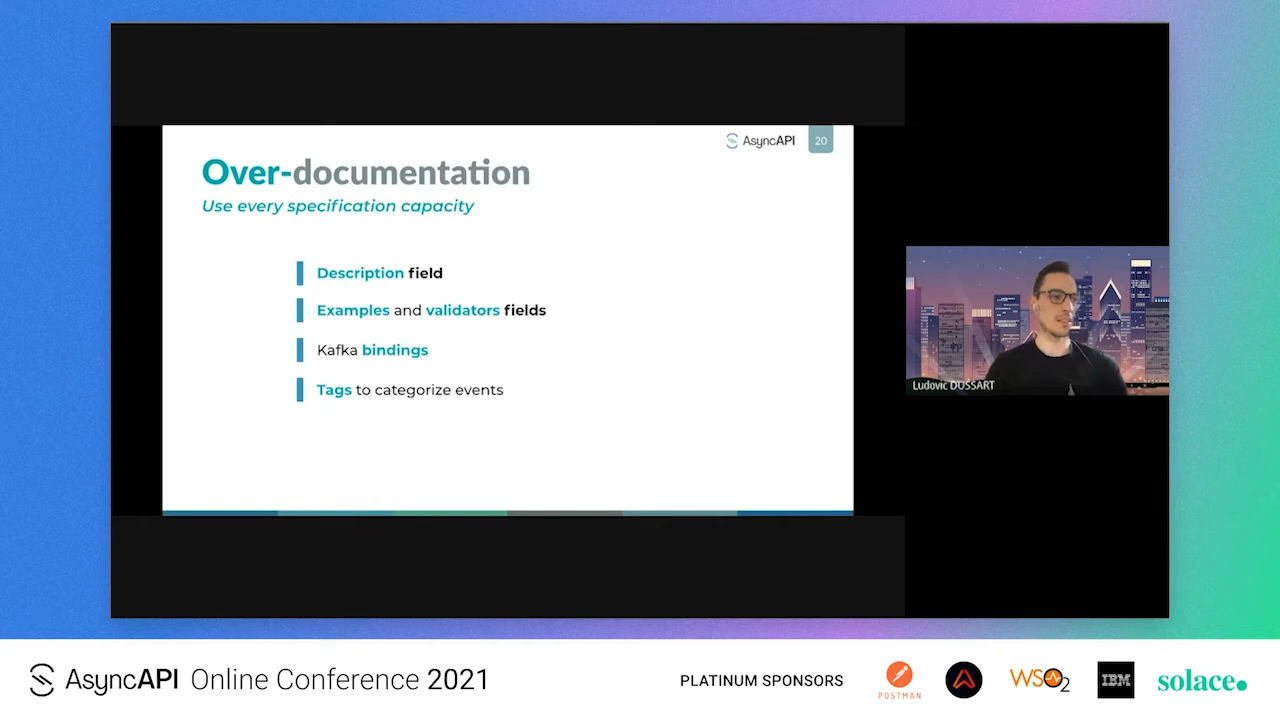 AsyncAPI
20
Over-documentation
Use every specification capacity
Description field
Examples and validators fields
Kafka bindings
Tags to categorize events
Ludovic DUSSART
AsyncAPI Online Conference 2021
PLATINUM SPONSORS
POSTMAN
WSO2
IBM
solace.